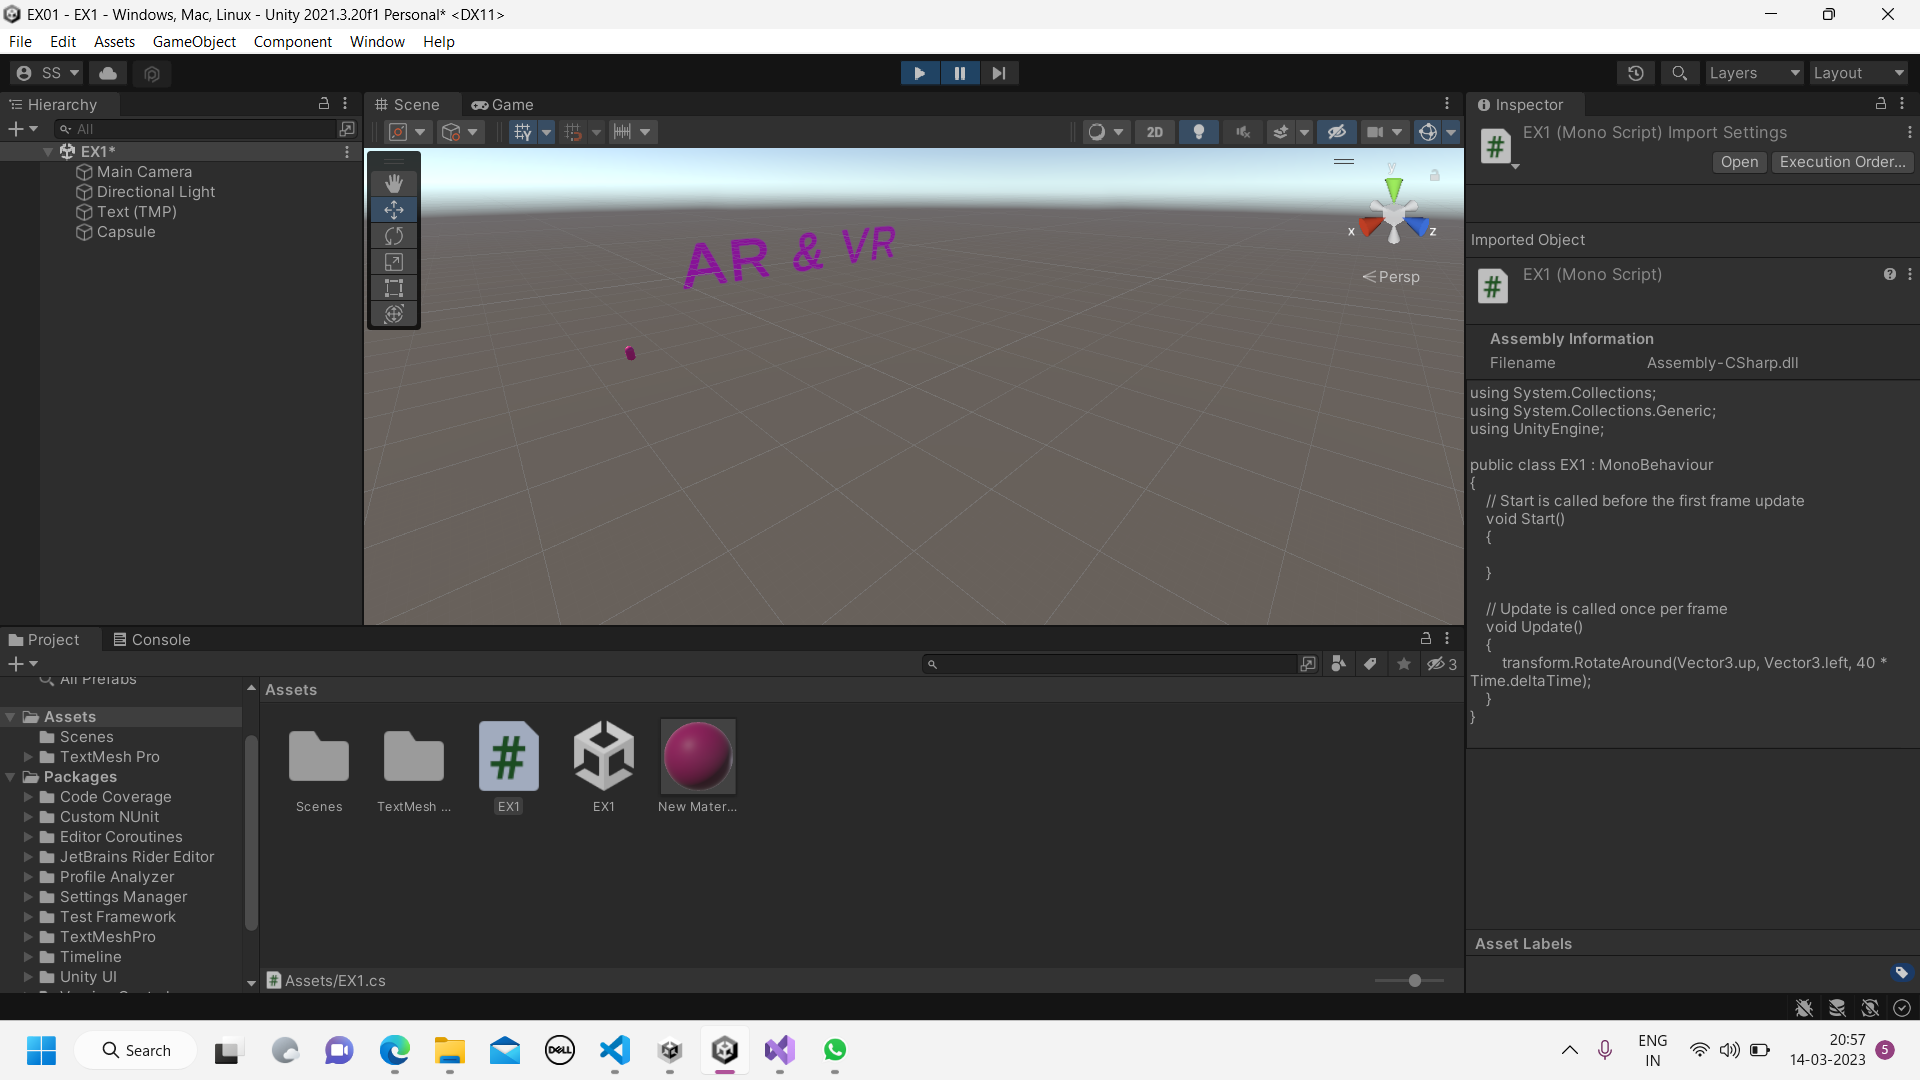 EX01 - EX1 - Windows, Mac, Linux - Unity 2021.3.20f1 Personal* <DX11>
File Edit Assets GameObject Component Window Help
SS Layers Layout
Hierarchy
All
EX1*
Main Camera
Directional Light
Text (TMP)
Capsule
Scene Game
2D
AR & VR
y
x z
Persp
Inspector
EX1 (Mono Script) Import Settings
Open Execution Order...
Imported Object
EX1 (Mono Script)
Assembly Information
Filename Assembly-CSharp.dll
using System.Collections;
using System.Collections.Generic;
using UnityEngine;
public class EX1 : MonoBehaviour
{
// Start is called before the first frame update
void Start()
{
}
// Update is called once per frame
void Update()
{
transform.RotateAround(Vector3.up, Vector3.left, 40 *
Time.deltaTime);
}
}
Asset Labels
Project Console
3
All Prefabs
Assets
Scenes
TextMesh Pro
Packages
Code Coverage
Custom NUnit
Editor Coroutines
JetBrains Rider Editor
Profile Analyzer
Settings Manager
Test Framework
TextMeshPro
Timeline
Unity UI
Assets
Scenes TextMesh ... EX1 EX1 New Mater...
Assets/EX1.cs
Search
DELL
ENG
IN
20:57
14-03-2023
5